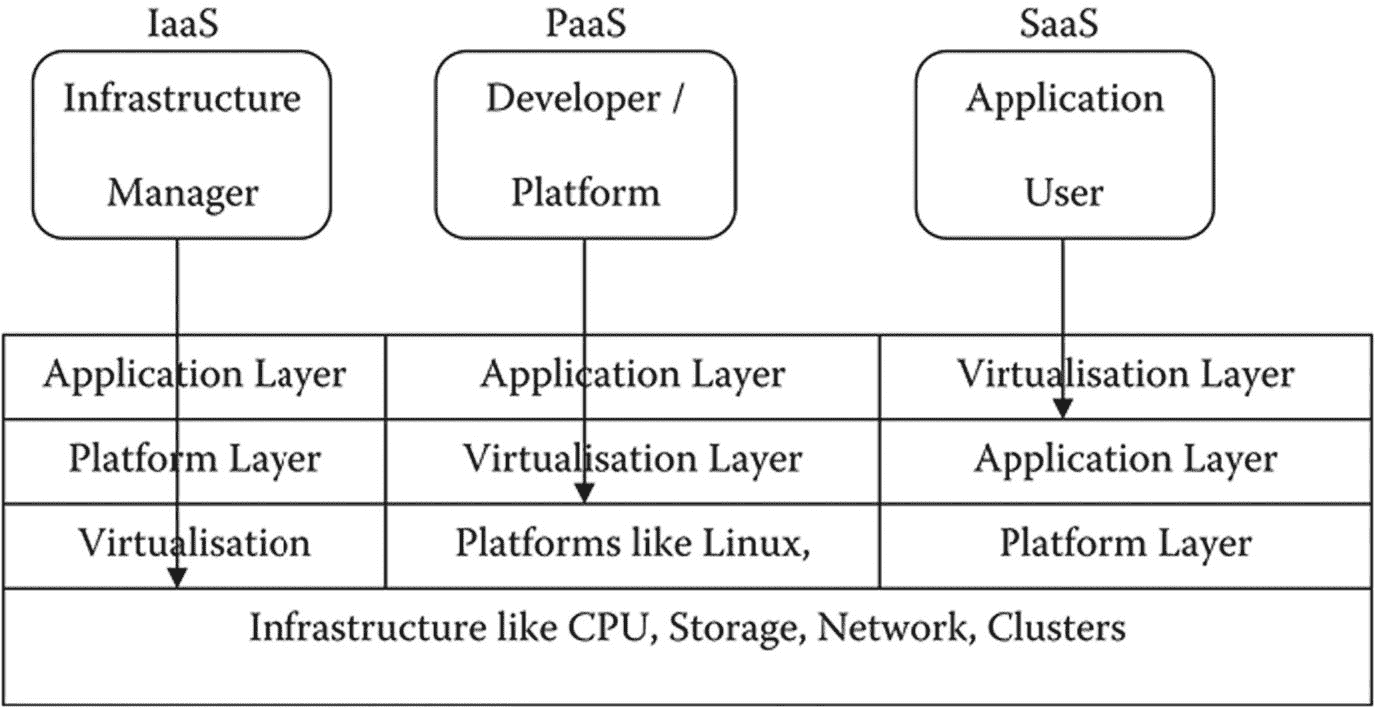 IaaS
PaaS
SaaS
Infrastructure
Manager
Developer /
Platform
Application
User
Application Layer
Application Layer
Virtualisation Layer
Platform Layer
Virtualisation Layer
Application Layer
Virtualisation
Platforms like Linux,
Platform Layer
Infrastructure like CPU, Storage, Network, Clusters